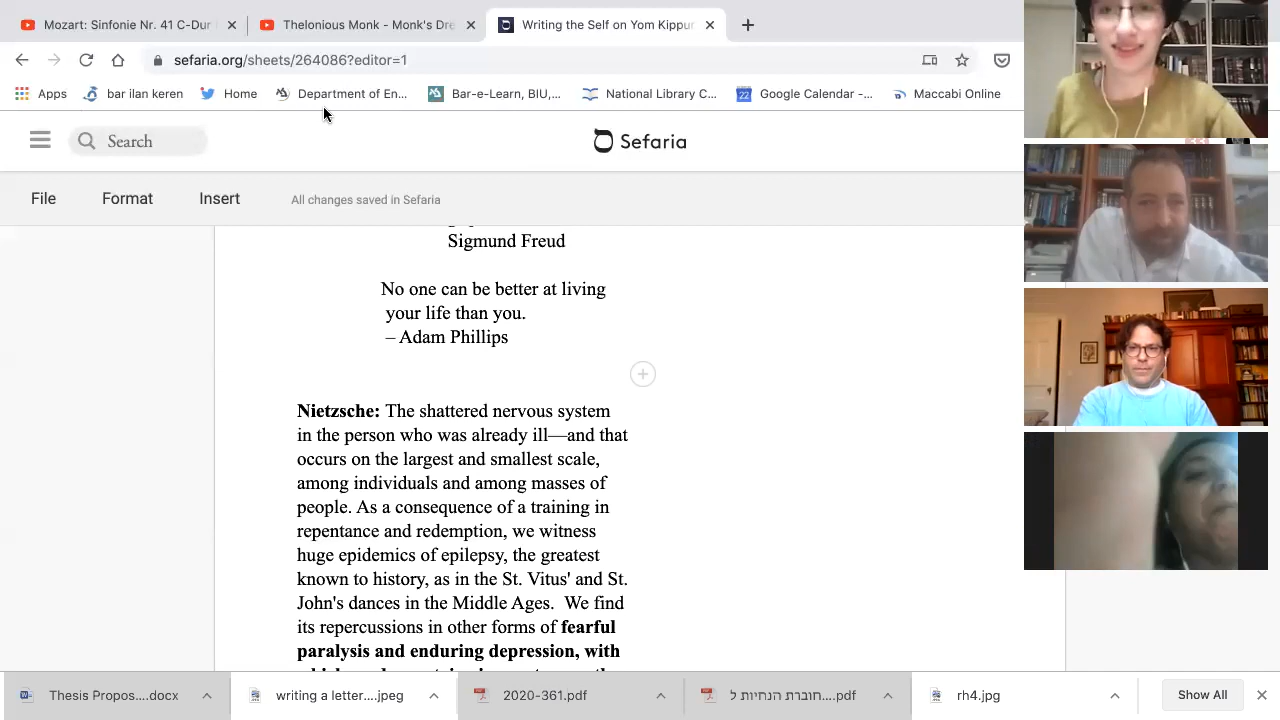 Mozart: Sinfonie Nr. 41 C-Dur
Thelonious Monk - Monk's Dre
Writing the Self on Yom Kippur
sefaria.org/sheets/264086?editor=1
Apps
bar ilan keren
Home
Department of En...
Bar-e-Learn, BIU,...
National Library C...
22
Google Calendar -...
Maccabi Online
Search
Sefaria
File
Format
Insert
All changes saved in Sefaria
Sigmund Freud
No one can be better at living
your life than you.
– Adam Phillips
Nietzsche: The shattered nervous system
in the person who was already ill—and that
occurs on the largest and smallest scale,
among individuals and among masses of
people. As a consequence of a training in
repentance and redemption, we witness
huge epidemics of epilepsy, the greatest
known to history, as in the St. Vitus' and St.
John's dances in the Middle Ages.  We find
its repercussions in other forms of fearful
paralysis and enduring depression, with
Thesis Propos....docx
writing a letter....jpeg
2020-361.pdf
חוברת הנחיות ל....pdf
rh4.jpg
Show All